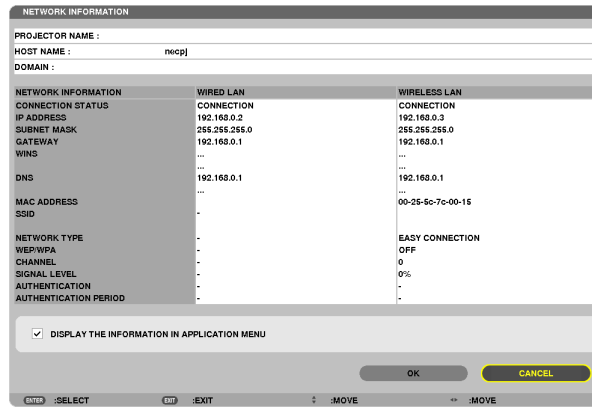 NETWORK INFORMATION
PROJECTOR NAME :
HOST NAME : necpj
DOMAIN :
NETWORK INFORMATION WIRED LAN WIRELESS LAN
CONNECTION STATUS CONNECTION CONNECTION
IP ADDRESS 192.168.0.2 192.168.0.3
SUBNET MASK 255.255.255.0 255.255.255.0
GATEWAY 192.168.0.1 192.168.0.1
WINS ... ...
... ...
DNS 192.168.0.1 192.168.0.1
... ...
MAC ADDRESS 00-25-5c-7c-00-15
SSID -
NETWORK TYPE - EASY CONNECTION
WEP/WPA - OFF
CHANNEL - 0
SIGNAL LEVEL - 0%
AUTHENTICATION - -
AUTHENTICATION PERIOD - -
DISPLAY THE INFORMATION IN APPLICATION MENU
OK CANCEL
ENTER :SELECT EXIT :EXIT :MOVE :MOVE